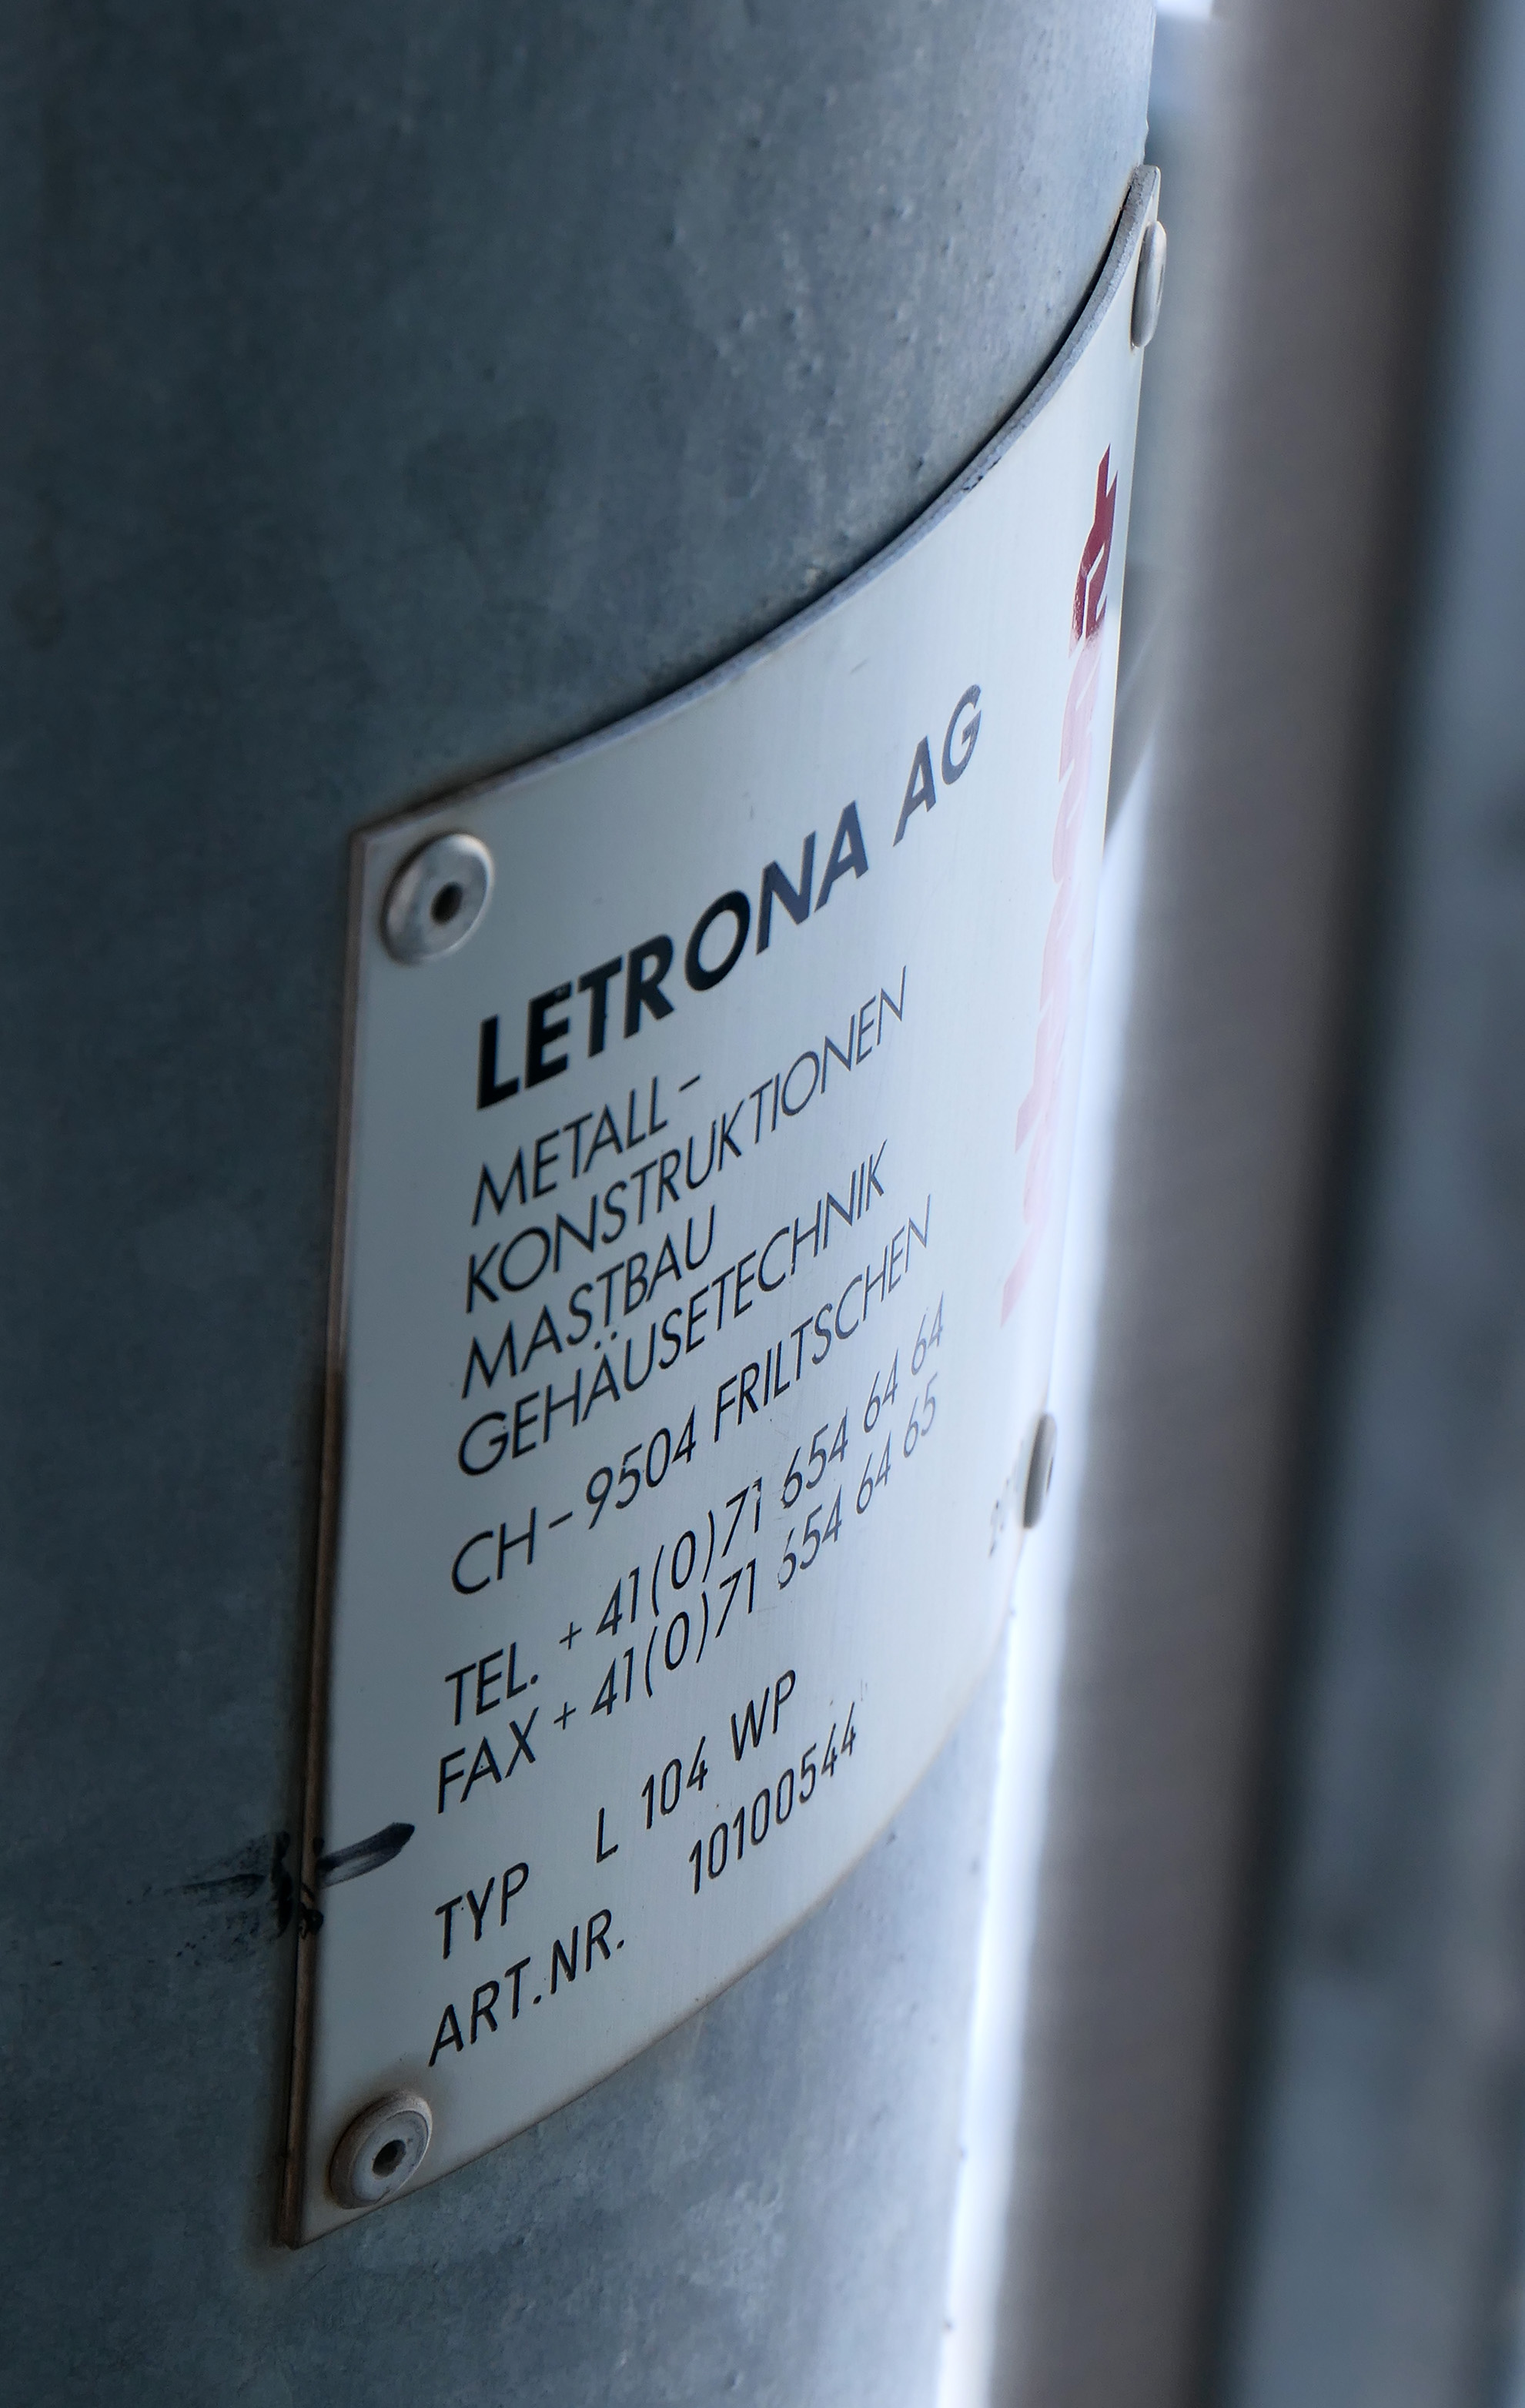 LETRONA AG
METALL-
KONSTRUKTIONEN
MASTBAU
GEHÄUSETECHNIK
CH-9504 FRILTSCHEN
TEL. +41(0)71 654 64 64
FAX +41(0)71 654 64 65
TYP L 104 WP
ART.NR. 10100544